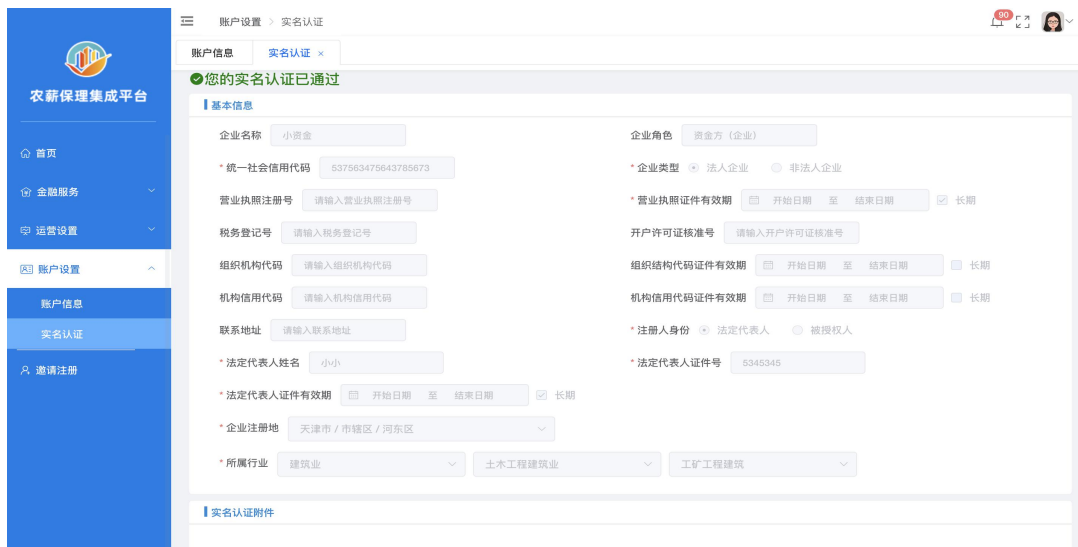 账户设置 > 实名认证
90
账户信息 实名认证 ×
农薪保理集成平台
首页
金融服务
运营设置
账户设置
账户信息
实名认证
邀请注册
您的实名认证已通过
基本信息
企业名称 小资金 企业角色 资金方（企业）
* 统一社会信用代码 537563475643785673 * 企业类型 法人企业 非法人企业
营业执照注册号 请输入营业执照注册号 * 营业执照证件有效期 开始日期 至 结束日期 长期
税务登记号 请输入税务登记号 开户许可证核准号 请输入开户许可证核准号
组织机构代码 请输入组织机构代码 组织结构代码证件有效期 开始日期 至 结束日期 长期
机构信用代码 请输入机构信用代码 机构信用代码证件有效期 开始日期 至 结束日期 长期
联系地址 请输入联系地址 * 注册人身份 法定代表人 被授权人
* 法定代表人姓名 小小 * 法定代表人证件号 5345345
* 法定代表人证件有效期 开始日期 至 结束日期 长期
* 企业注册地 天津市 / 市辖区 / 河东区
* 所属行业 建筑业 土木工程建筑业 工矿工程建筑
实名认证附件